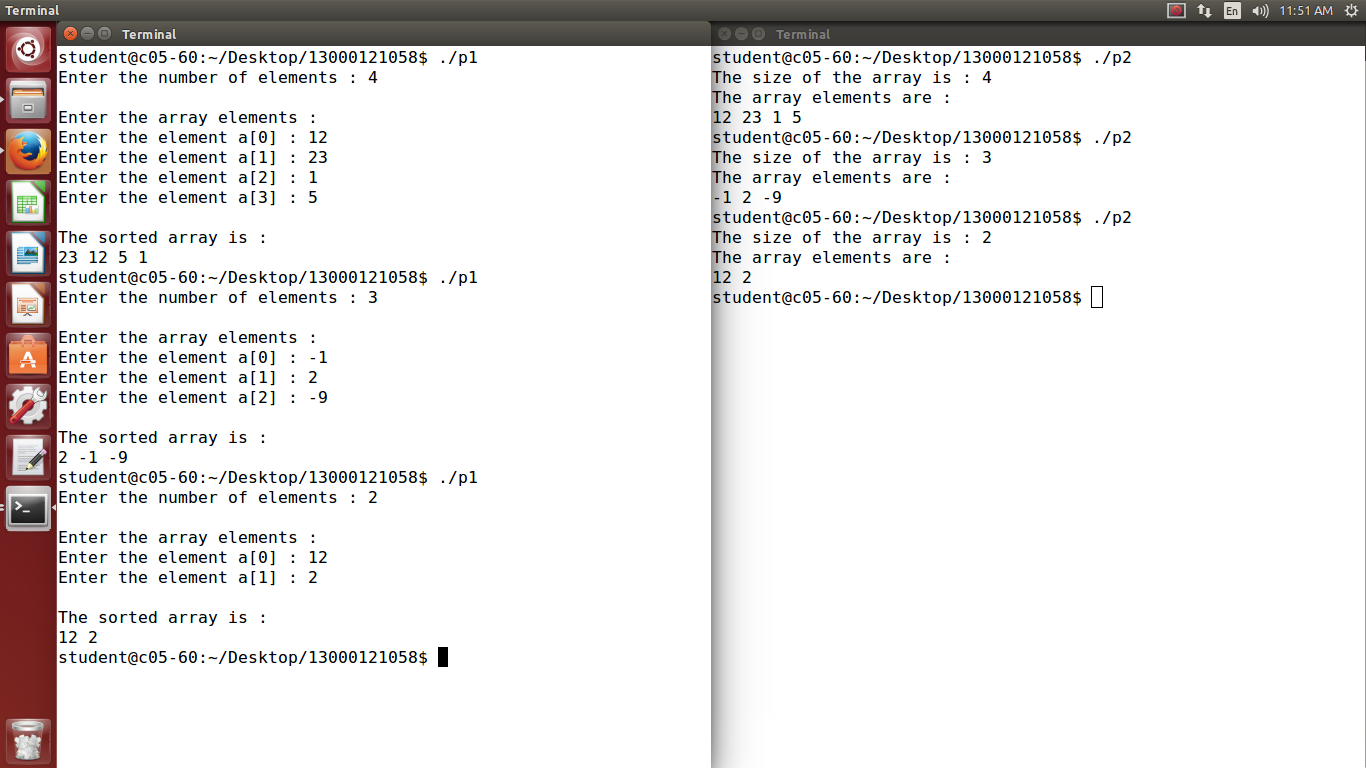 Terminal
En
11:51 AM
Terminal
student@c05-60:~/Desktop/13000121058$ ./p1
Enter the number of elements : 4
Enter the array elements :
Enter the element a[0] : 12
Enter the element a[1] : 23
Enter the element a[2] : 1
Enter the element a[3] : 5
The sorted array is :
23 12 5 1
student@c05-60:~/Desktop/13000121058$ ./p1
Enter the number of elements : 3
Enter the array elements :
Enter the element a[0] : -1
Enter the element a[1] : 2
Enter the element a[2] : -9
The sorted array is :
2 -1 -9
student@c05-60:~/Desktop/13000121058$ ./p1
Enter the number of elements : 2
Enter the array elements :
Enter the element a[0] : 12
Enter the element a[1] : 2
The sorted array is :
12 2
student@c05-60:~/Desktop/13000121058$
Terminal
student@c05-60:~/Desktop/13000121058$ ./p2
The size of the array is : 4
The array elements are :
12 23 1 5
student@c05-60:~/Desktop/13000121058$ ./p2
The size of the array is : 3
The array elements are :
-1 2 -9
student@c05-60:~/Desktop/13000121058$ ./p2
The size of the array is : 2
The array elements are :
12 2
student@c05-60:~/Desktop/13000121058$